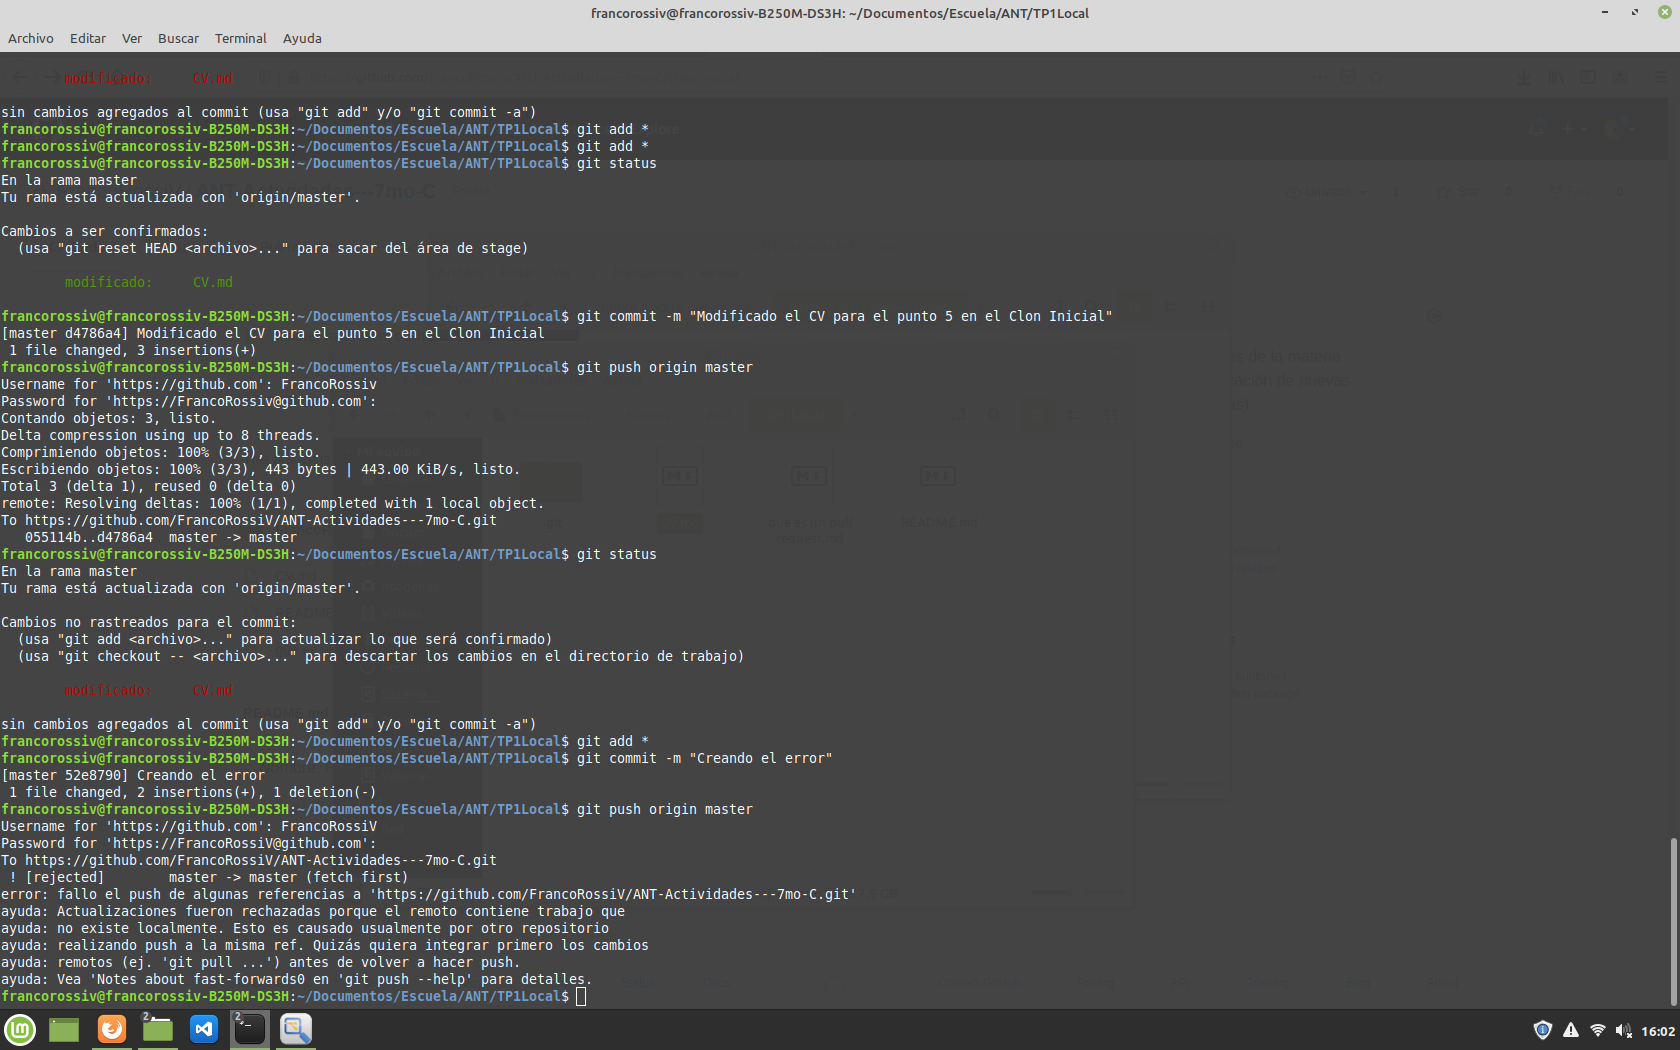 francorossiv@francorossiv-B250M-DS3H: ~/Documentos/Escuela/ANT/TP1Local
Archivo Editar Ver Buscar Terminal Ayuda
modificado: CV.md
sin cambios agregados al commit (usa "git add" y/o "git commit -a")
francorossiv@francorossiv-B250M-DS3H:~/Documentos/Escuela/ANT/TP1Local$ git add *
francorossiv@francorossiv-B250M-DS3H:~/Documentos/Escuela/ANT/TP1Local$ git add *
francorossiv@francorossiv-B250M-DS3H:~/Documentos/Escuela/ANT/TP1Local$ git status
En la rama master
Tu rama está actualizada con 'origin/master'.
Cambios a ser confirmados:
(usa "git reset HEAD <archivo>..." para sacar del área de stage)
modificado: CV.md
francorossiv@francorossiv-B250M-DS3H:~/Documentos/Escuela/ANT/TP1Local$ git commit -m "Modificado el CV para el punto 5 en el Clon Inicial"
[master d4786a4] Modificado el CV para el punto 5 en el Clon Inicial
1 file changed, 3 insertions(+)
francorossiv@francorossiv-B250M-DS3H:~/Documentos/Escuela/ANT/TP1Local$ git push origin master
Username for 'https://github.com': FrancoRossiv
Password for 'https://FrancoRossiv@github.com':
Contando objetos: 3, listo.
Delta compression using up to 8 threads.
Comprimiendo objetos: 100% (3/3), listo.
Escribiendo objetos: 100% (3/3), 443 bytes | 443.00 KiB/s, listo.
Total 3 (delta 1), reused 0 (delta 0)
remote: Resolving deltas: 100% (1/1), completed with 1 local object.
To https://github.com/FrancoRossiV/ANT-Actividades---7mo-C.git
055114b..d4786a4 master -> master
francorossiv@francorossiv-B250M-DS3H:~/Documentos/Escuela/ANT/TP1Local$ git status
En la rama master
Tu rama está actualizada con 'origin/master'.
Cambios no rastreados para el commit:
(usa "git add <archivo>..." para actualizar lo que será confirmado)
(usa "git checkout -- <archivo>..." para descartar los cambios en el directorio de trabajo)
modificado: CV.md
sin cambios agregados al commit (usa "git add" y/o "git commit -a")
francorossiv@francorossiv-B250M-DS3H:~/Documentos/Escuela/ANT/TP1Local$ git add *
francorossiv@francorossiv-B250M-DS3H:~/Documentos/Escuela/ANT/TP1Local$ git commit -m "Creando el error"
[master 52e8790] Creando el error
1 file changed, 2 insertions(+), 1 deletion(-)
francorossiv@francorossiv-B250M-DS3H:~/Documentos/Escuela/ANT/TP1Local$ git push origin master
Username for 'https://github.com': FrancoRossiV
Password for 'https://FrancoRossiV@github.com':
To https://github.com/FrancoRossiV/ANT-Actividades---7mo-C.git
! [rejected] master -> master (fetch first)
error: fallo el push de algunas referencias a 'https://github.com/FrancoRossiV/ANT-Actividades---7mo-C.git'
ayuda: Actualizaciones fueron rechazadas porque el remoto contiene trabajo que
ayuda: no existe localmente. Esto es causado usualmente por otro repositorio
ayuda: realizando push a la misma ref. Quizás quiera integrar primero los cambios
ayuda: remotos (ej. 'git pull ...') antes de volver a hacer push.
ayuda: Vea 'Notes about fast-forwards0 en 'git push --help' para detalles.
francorossiv@francorossiv-B250M-DS3H:~/Documentos/Escuela/ANT/TP1Local$
2 2 16:02